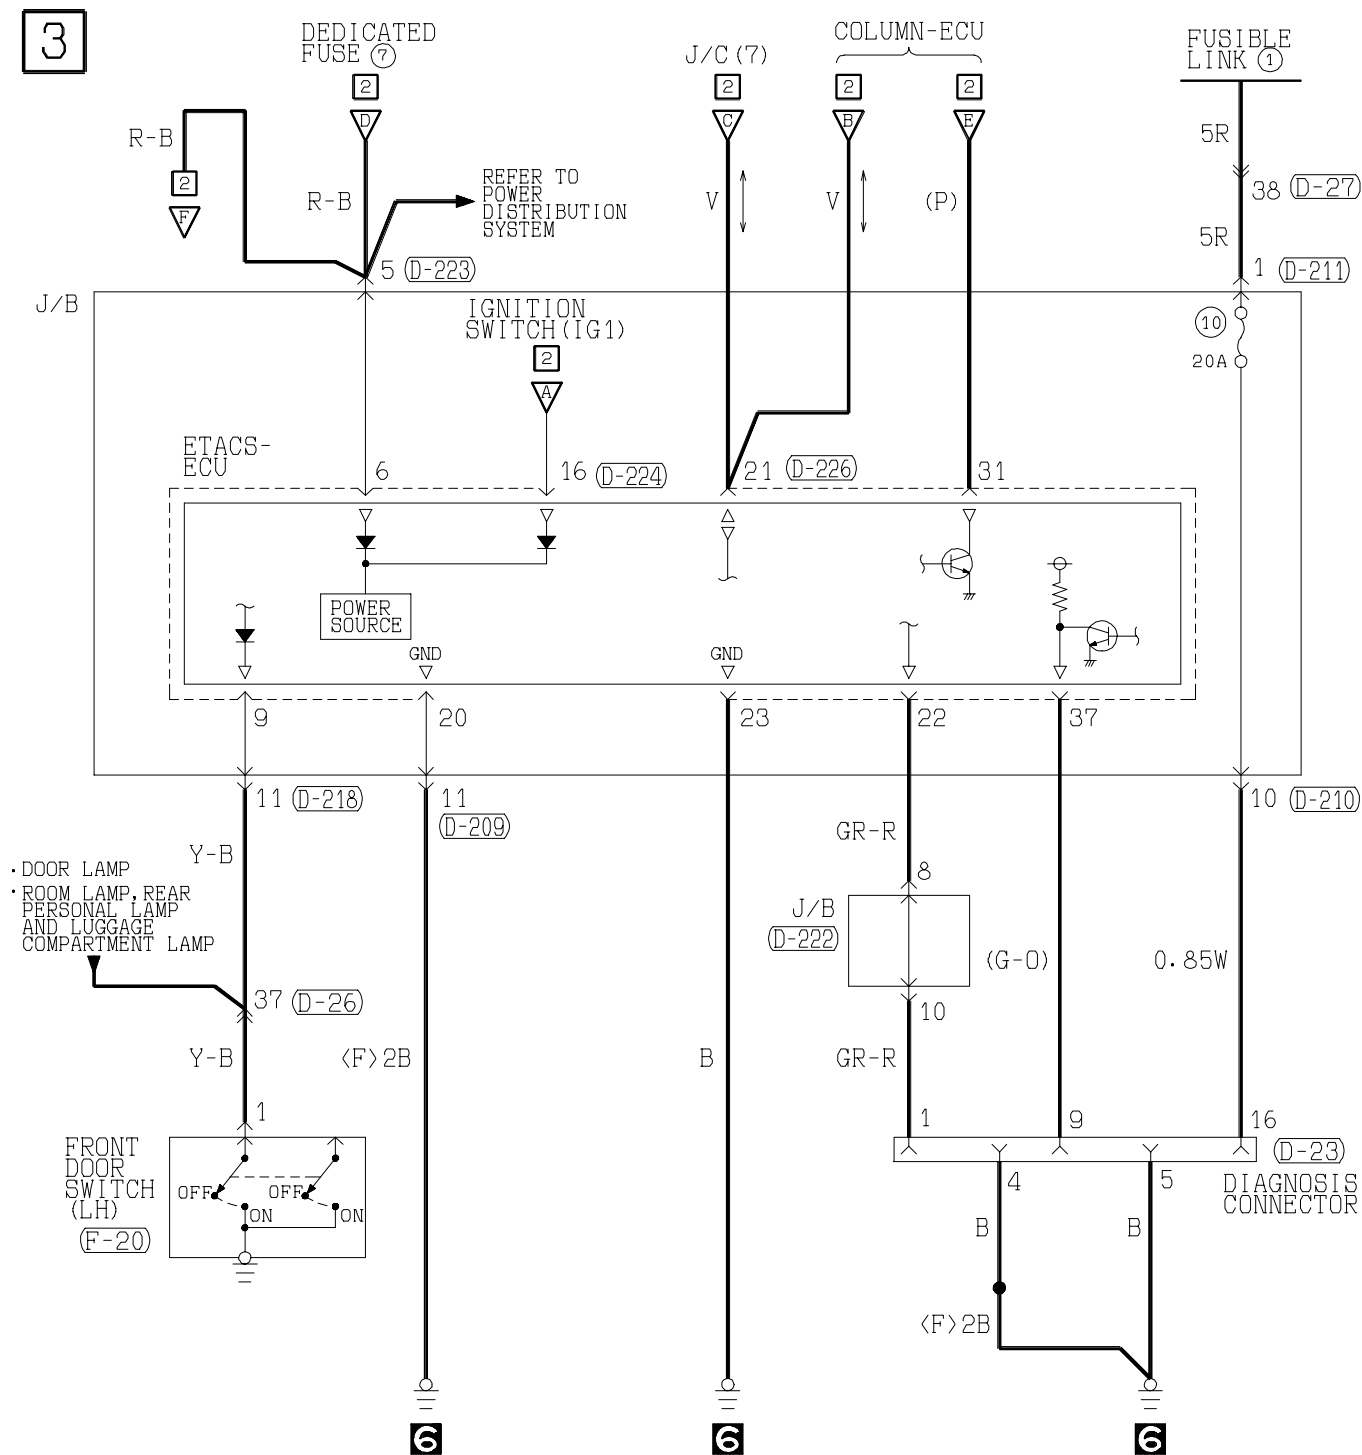 3
DEDICATED
FUSE ⑦
2
D
J/C(7)
2
C
COLUMN-ECU
2
B
2
E
FUSIBLE
LINK ①
R-B
2
F
R-B
REFER TO
POWER
DISTRIBUTION
SYSTEM
V
V
(P)
5R
38 (D-27)
5R
5 (D-223)
1 (D-211)
J/B
IGNITION
SWITCH(IG1)
2
A
⑩
20A
ETACS-
ECU
6
16 (D-224)
21 (D-226)
31
POWER
SOURCE
GND
GND
9
20
23
22
37
11 (D-218)
11
(D-209)
10 (D-210)
Y-B
GR-R
・DOOR LAMP
・ROOM LAMP,REAR
PERSONAL LAMP
AND LUGGAGE
COMPARTMENT LAMP
8
J/B
(D-222)
(G-O)
0.85W
37 (D-26)
10
Y-B
<F>2B
B
GR-R
1
1
9
16
FRONT
DOOR
SWITCH
(LH)
(F-20)
OFF
ON
OFF
ON
(D-23)
DIAGNOSIS
CONNECTOR
4
5
B
B
<F>2B
6
6
6